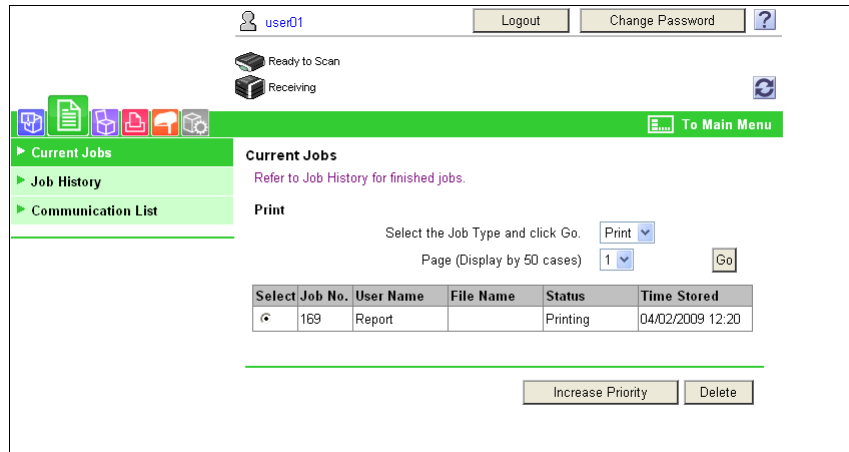 user01 Logout Change Password ?
Ready to Scan
Receiving
To Main Menu
Current Jobs
Job History
Communication List
Current Jobs
Refer to Job History for finished jobs.
Print
Select the Job Type and click Go. Print
Page (Display by 50 cases) 1 Go
Select Job No. User Name File Name Status Time Stored
169 Report Printing 04/02/2009 12:20
Increase Priority Delete